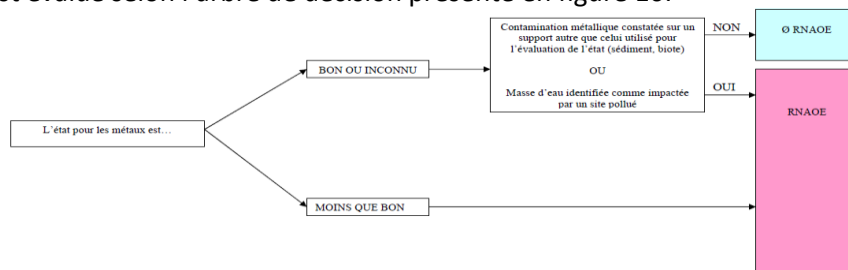 st évalué selon l'arbre de décision présenté en figure 10.
Contamination métallique constatée sur un
support autre que celui utilisé pour
l'évaluation de l'état (sédiment, biote)
OU
Masse d'eau identifiée comme impactée
par un site pollué
NON
Ø RNAOE
BON OU INCONNU
OUI
RNAOE
L'état pour les métaux est…
MOINS QUE BON